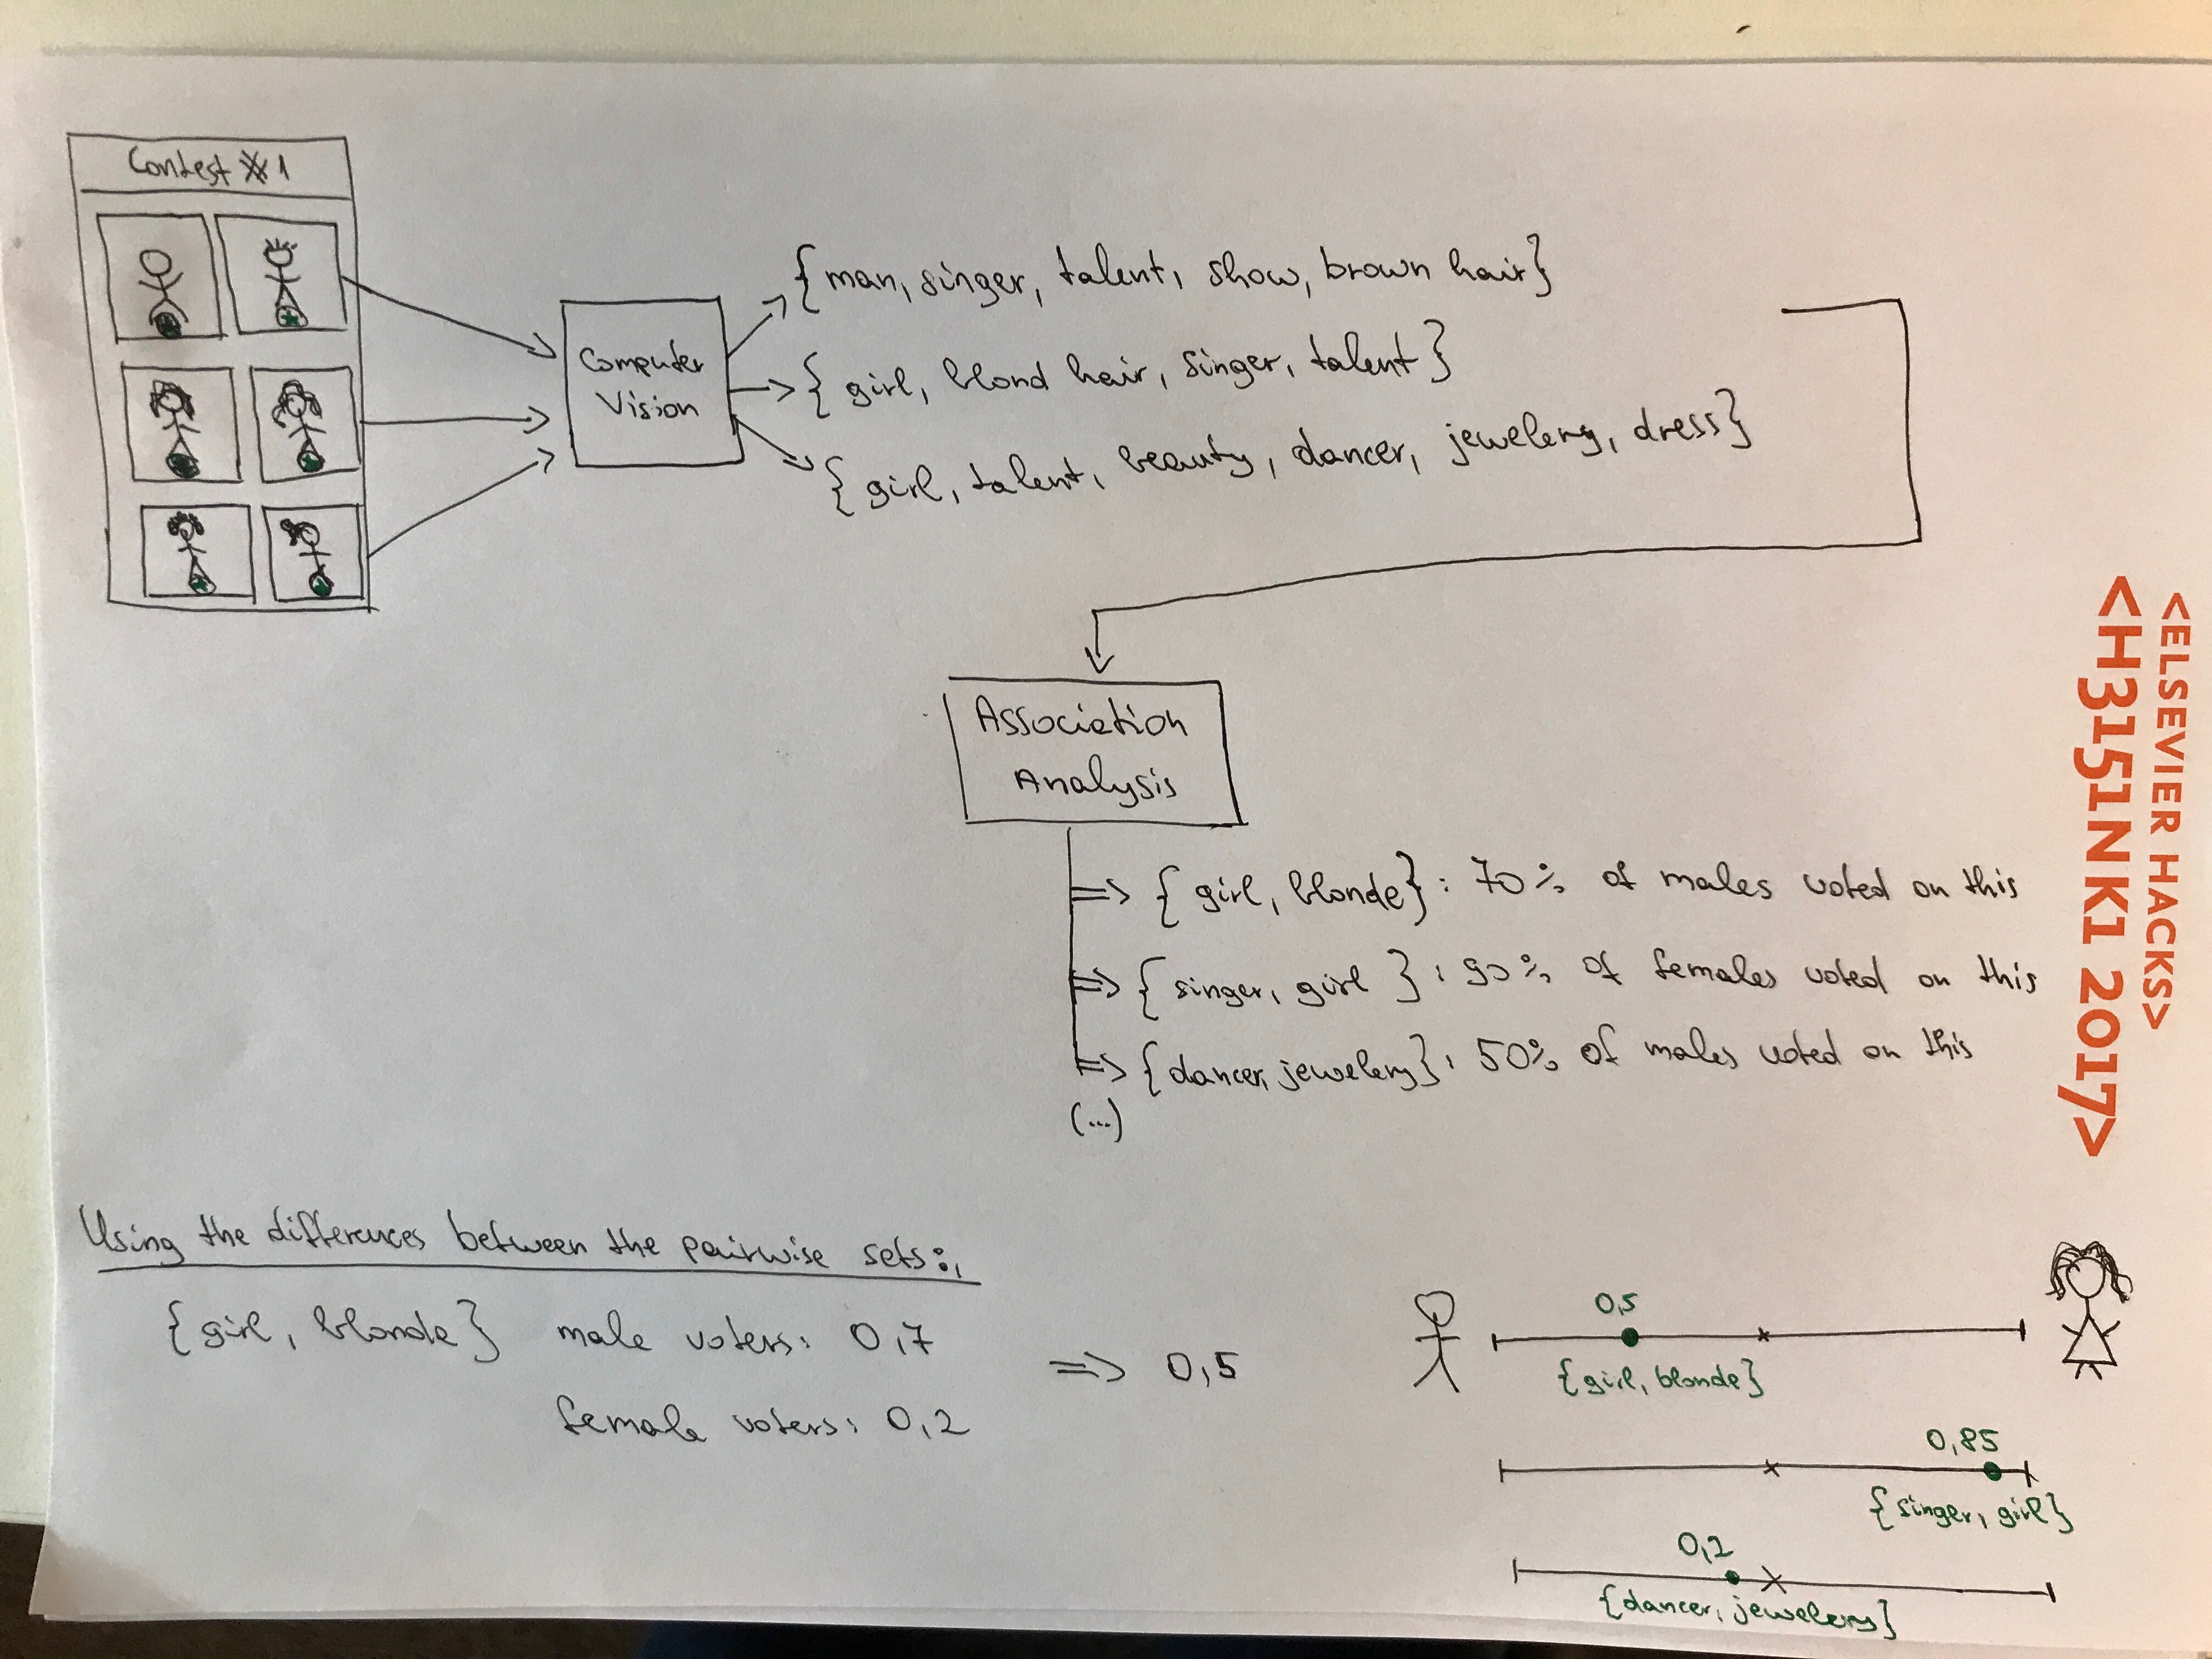 Contest #1
Computer
Vision
{man, singer, talent, show, brown hair}
{girl, blond hair, singer, talent}
{girl, talent, beauty, dancer, jewelery, dress}
Association
Analysis
=> {girl, blonde}: 70% of males voted on this
=> {singer, girl}: 90% of females voted on this
=> {dancer, jewelery}: 50% of males voted on this
(...)
Using the differences between the pairwise sets:
{girl, blonde} male voters: 0,7
female voters: 0,2
=> 0,5
0,5
{girl, blonde}
0,85
{singer, girl}
0,2
{dancer, jewelery}
<ELSEVIER HACKS>
<H3151NK1 2017>